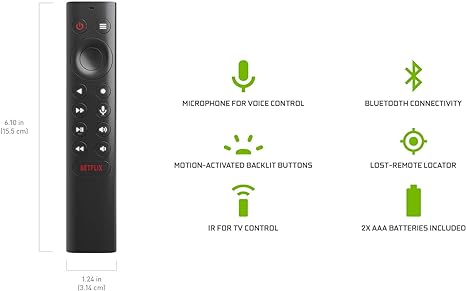 6.10 in
(15.5 cm)
NETFLIX
1.24 in
(3.14 cm)
MICROPHONE FOR VOICE CONTROL
BLUETOOTH CONNECTIVITY
MOTION-ACTIVATED BACKLIT BUTTONS
LOST-REMOTE LOCATOR
IR FOR TV CONTROL
2X AAA BATTERIES INCLUDED